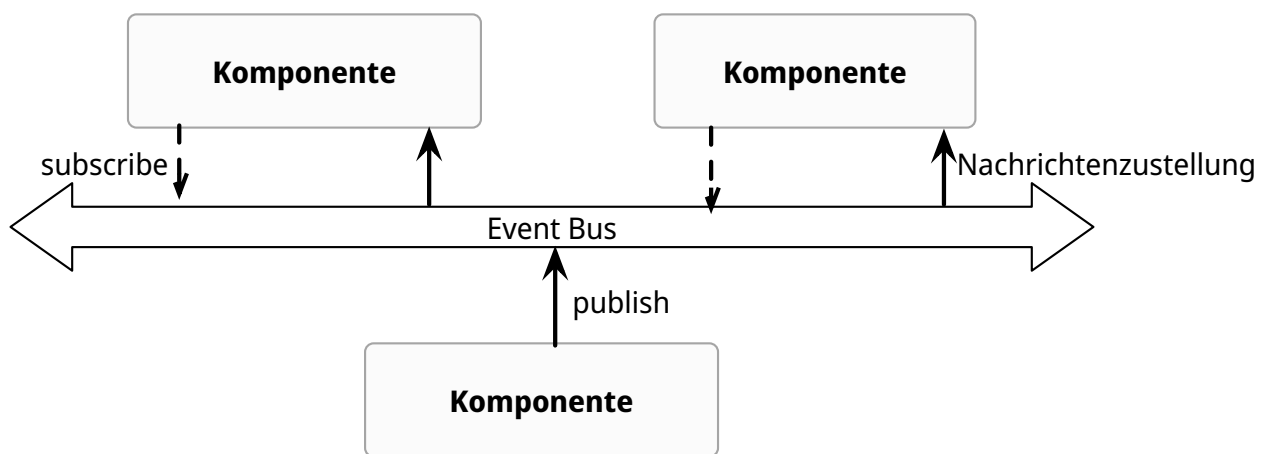 Komponente
Komponente
subscribe
Nachrichtenzustellung
Event Bus
publish
Komponente